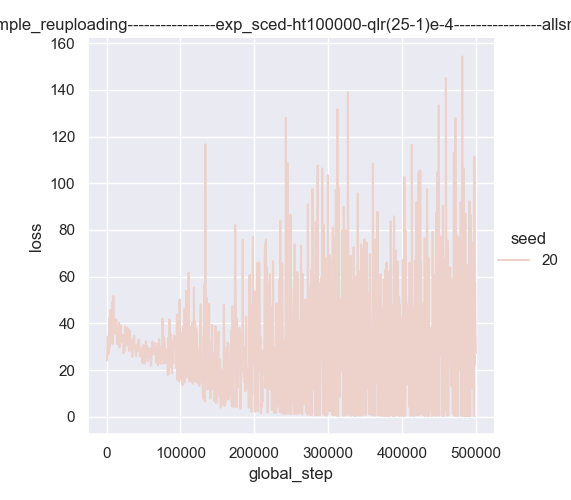 mple_reuploading----------------exp_sced-ht100000-qlr(25-1)e-4----------------allsr
160
140
120
100
80
60
40
20
0
loss
0 100000 200000 300000 400000 500000
global_step
seed
20